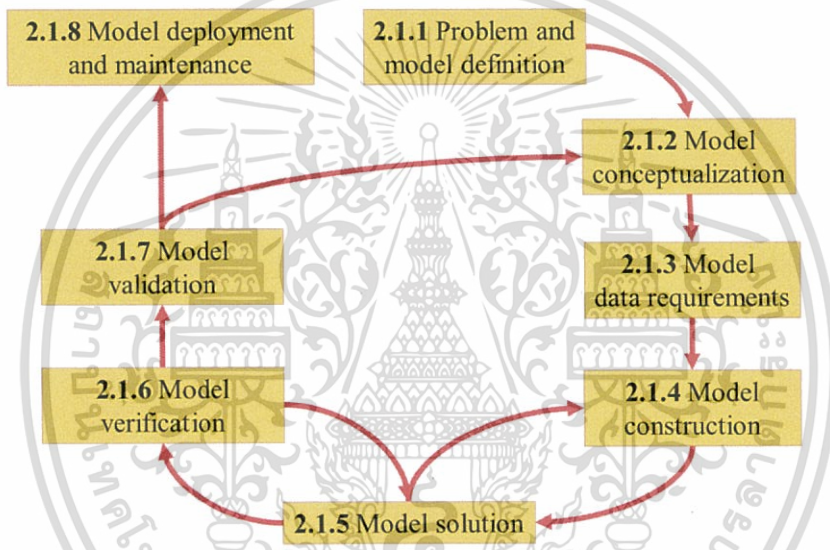 2.1.8 Model deployment
and maintenance
2.1.1 Problem and
model definition
2.1.2 Model
conceptualization
2.1.7 Model
validation
2.1.3 Model
data requirements
2.1.6 Model
verification
2.1.4 Model
construction
2.1.5 Model solution